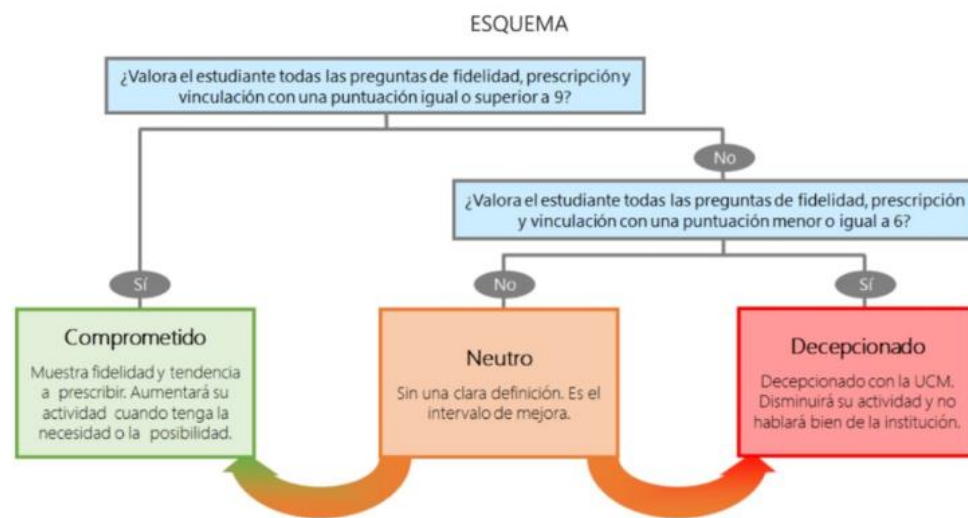 ESQUEMA
¿Valora el estudiante todas las preguntas de fidelidad, prescripción y
vinculación con una puntuación igual o superior a 9?
No
¿Valora el estudiante todas las preguntas de fidelidad, prescripción
y vinculación con una puntuación menor o igual a 6?
Sí
No
Sí
Comprometido
Muestra fidelidad y tendencia
a prescribir. Aumentará su
actividad cuando tenga la
necesidad o la posibilidad.
Neutro
Sin una clara definición. Es el
intervalo de mejora.
Decepcionado
Decepcionado con la UCM.
Disminuirá su actividad y no
hablará bien de la institución.